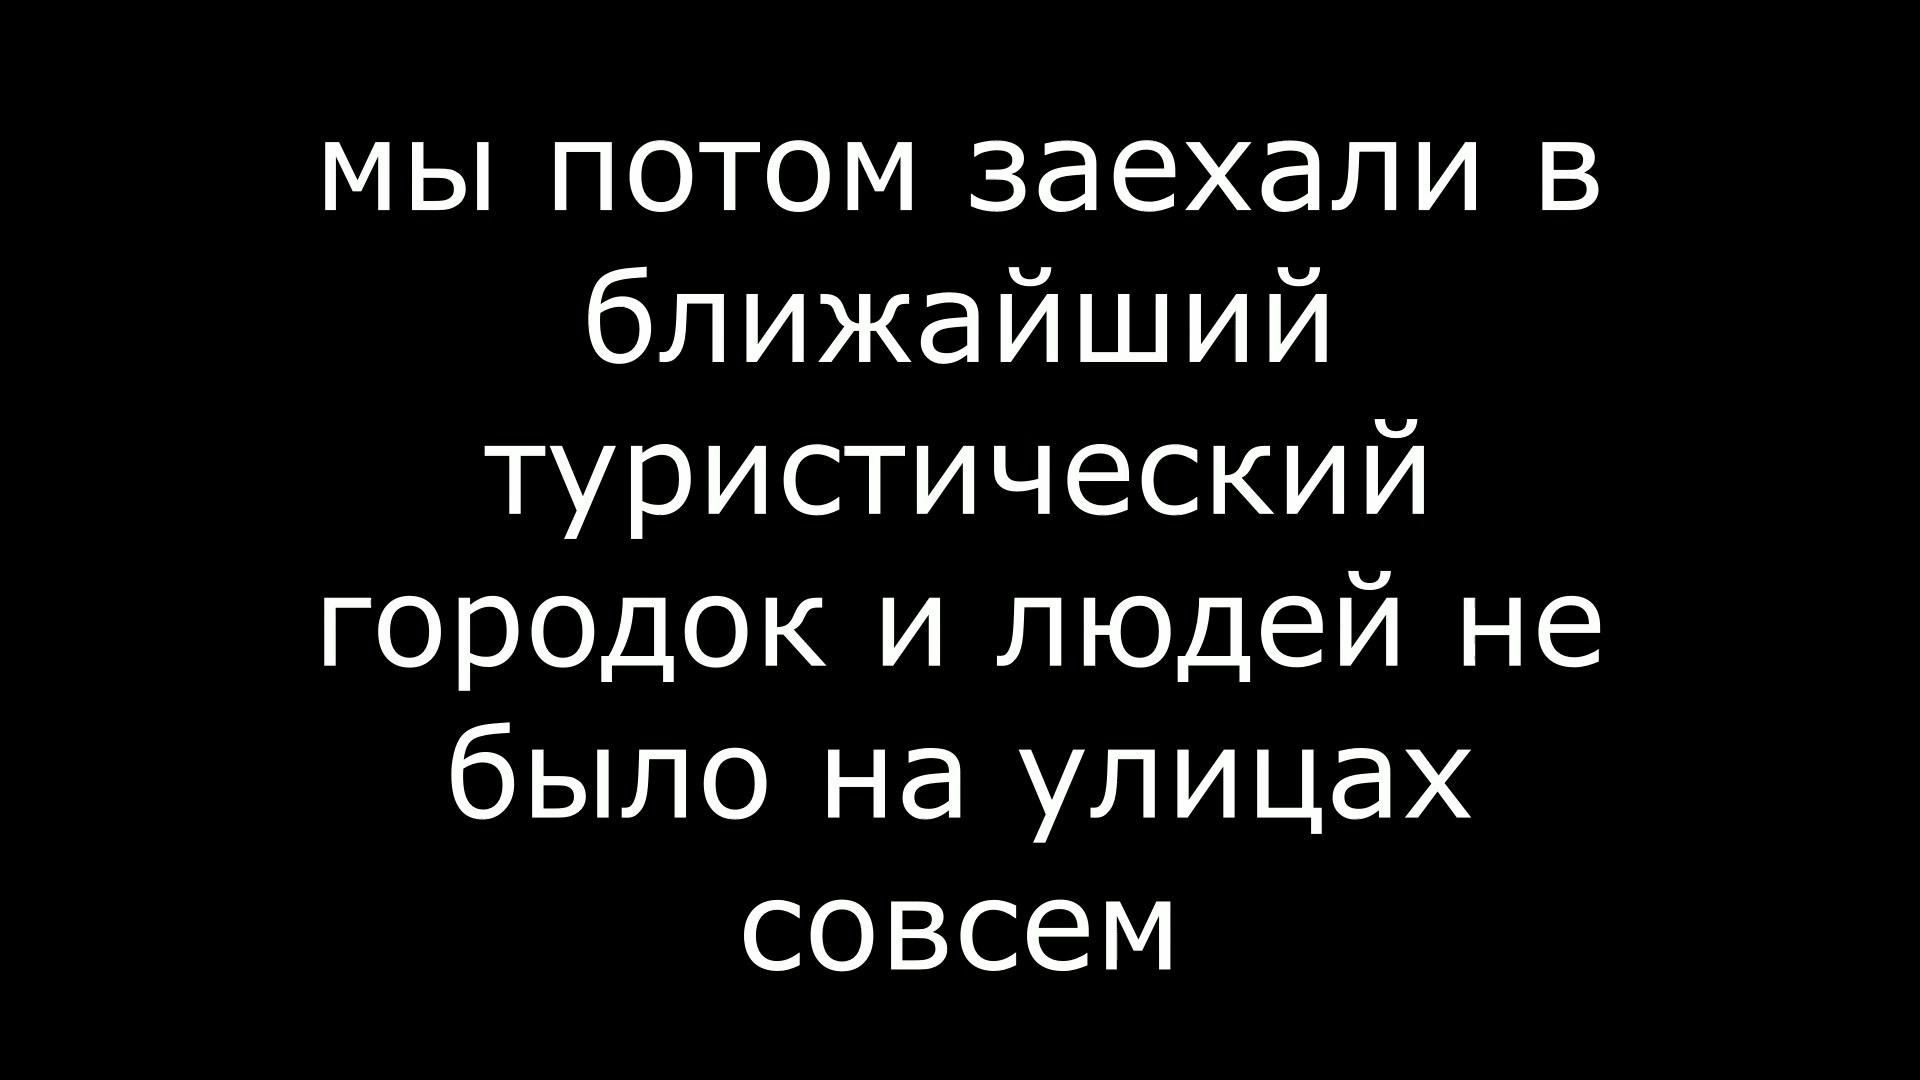 мы потом заехали в
ближайший
туристический
городок и людей не
было на улицах
совсем